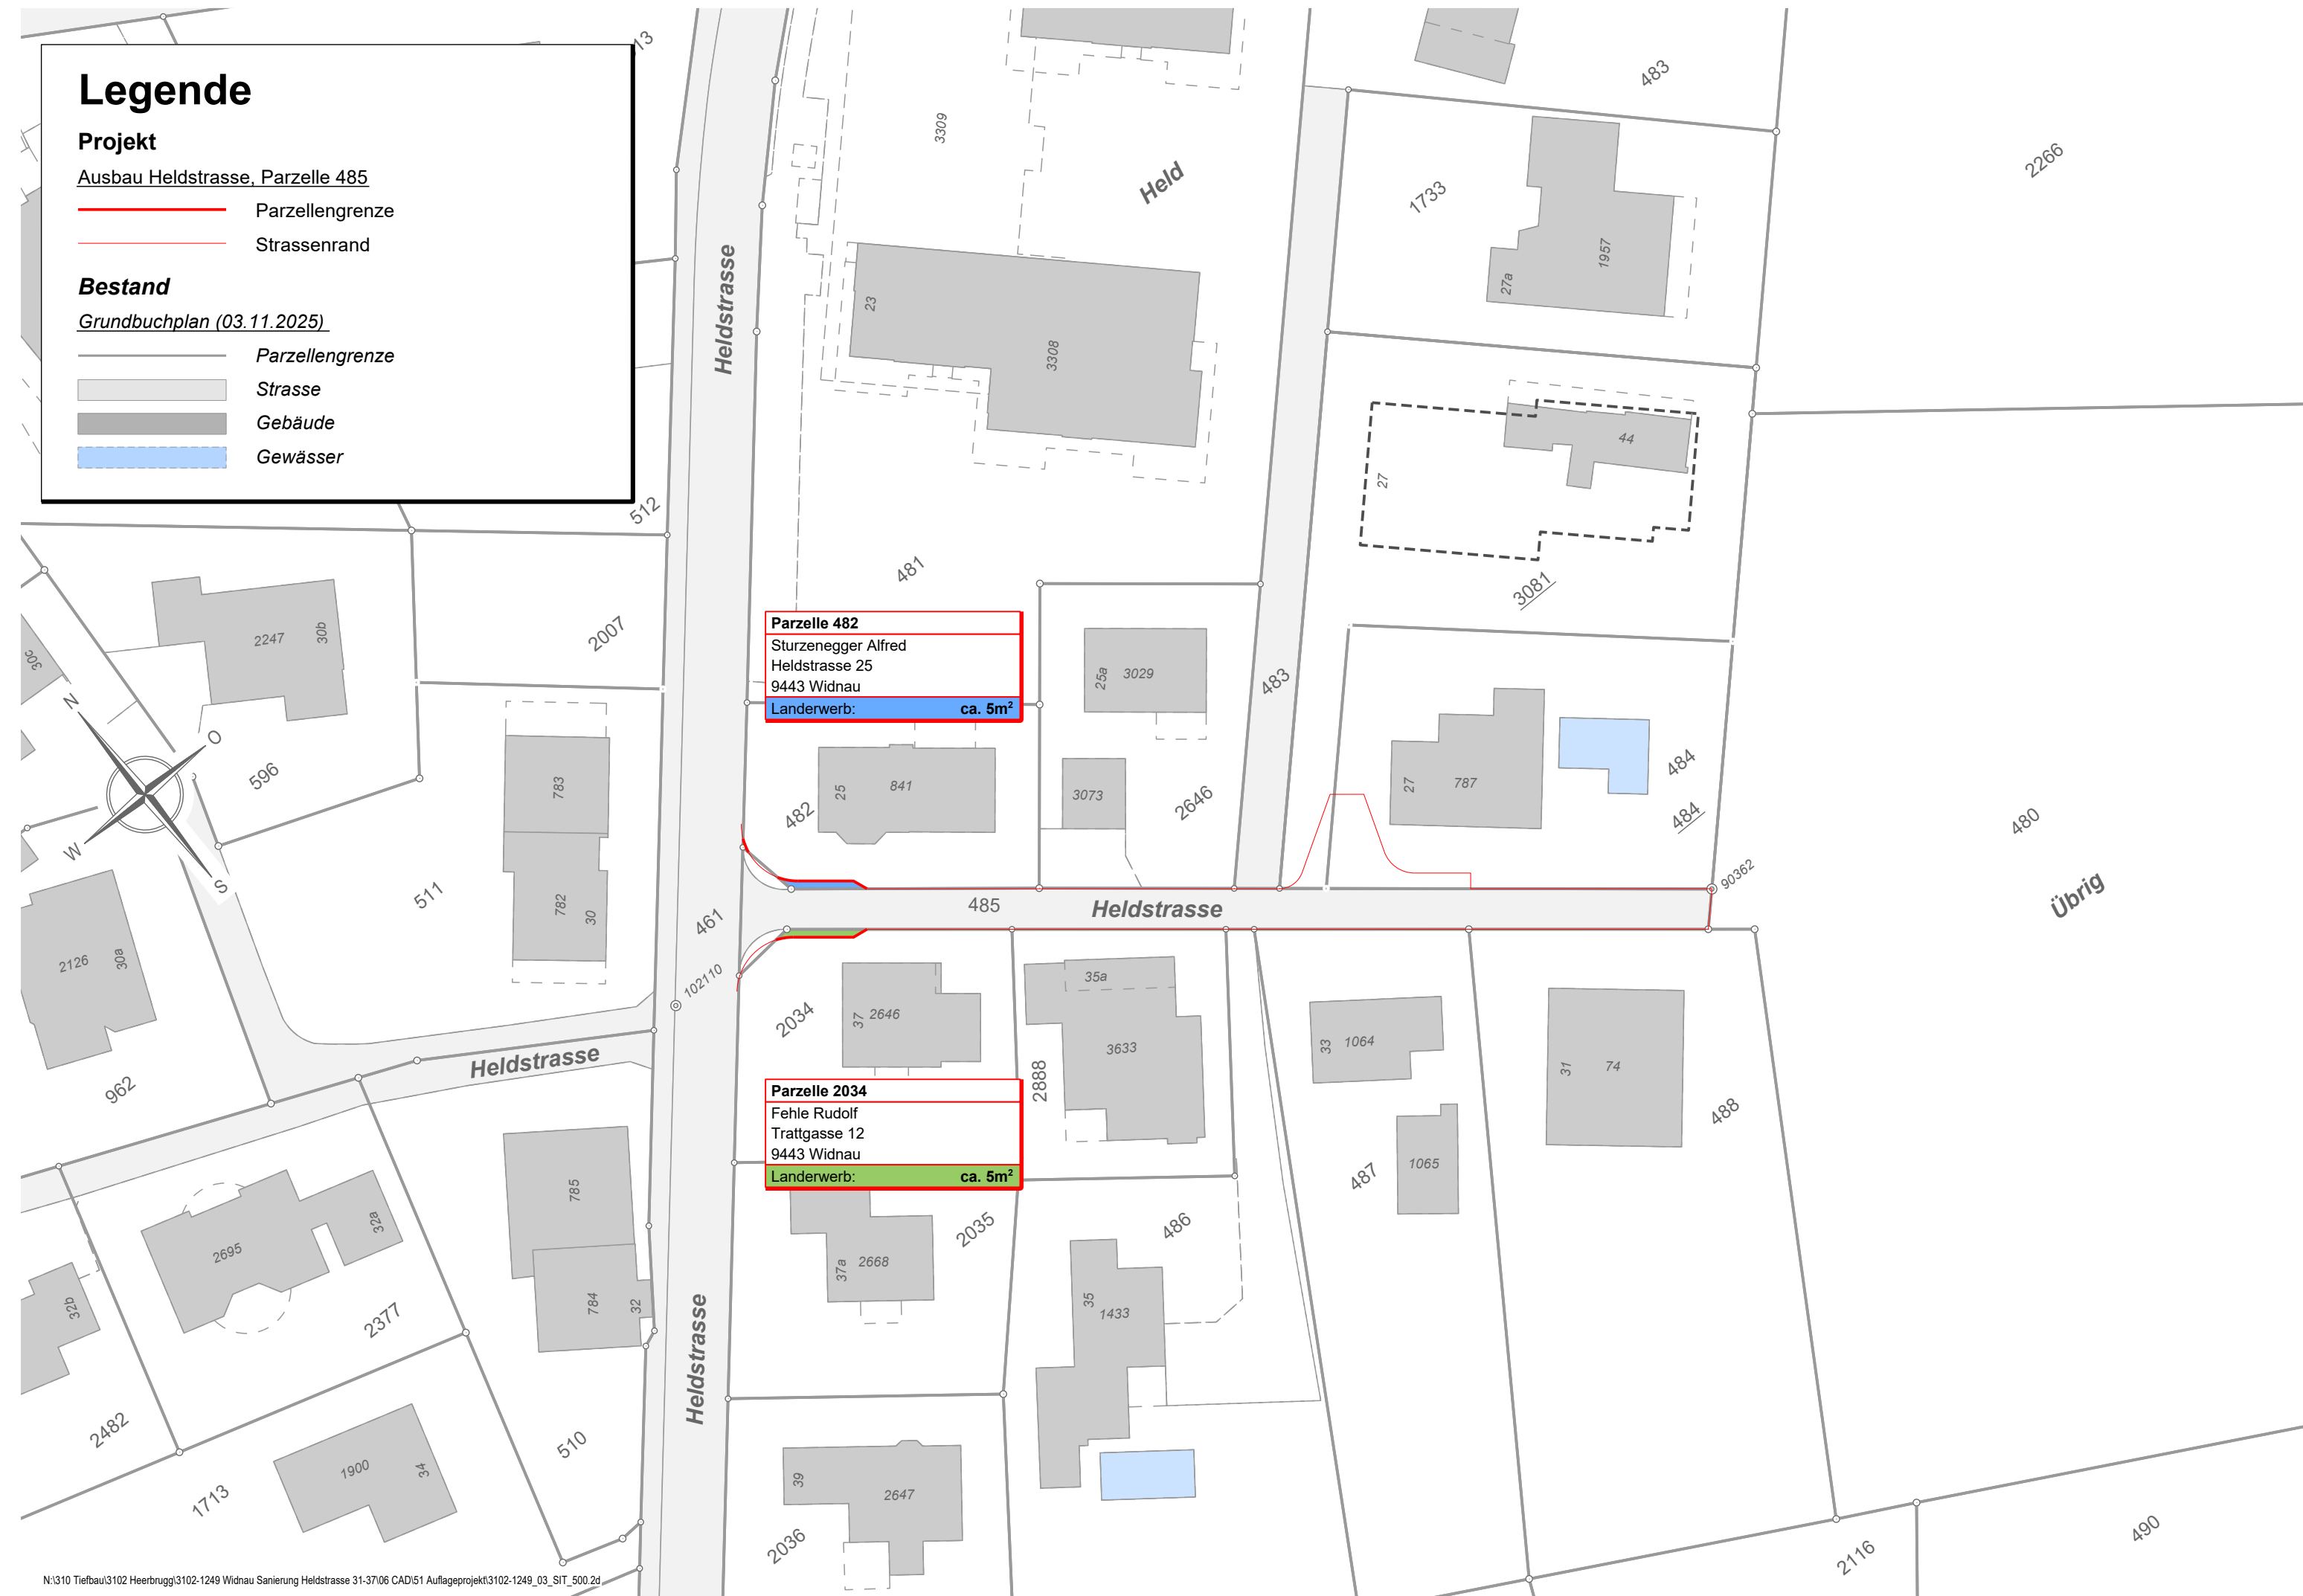 Legende
Projekt
Ausbau Heldstrasse, Parzelle 485
Parzellengrenze
Strassenrand
Bestand
Grundbuchplan (03.11.2025)
Parzellengrenze
Strasse
Gebäude
Gewässer
13
3309
Held
483
2266
1733
1957
27a
Heldstrasse
23
3308
44
27
512
481
3081
2007
2247
30b
30c
N
O
W
S
596
Parzelle 482
Sturzenegger Alfred
Heldstrasse 25
9443 Widnau
Landerwerb: ca. 5m²
25a
3029
483
783
25
841
482
3073
2646
27
787
484
484
480
90362
Übrig
511
782
30
461
485
Heldstrasse
2126
30a
102110
962
Heldstrasse
2034
37
2646
35a
3633
2888
33
1064
31
74
488
Parzelle 2034
Fehle Rudolf
Trattgasse 12
9443 Widnau
Landerwerb: ca. 5m²
487
1065
785
2695
32a
32b
784
32
2377
2035
37a
2668
486
35
1433
Heldstrasse
2482
510
1900
34
1713
39
2647
2036
490
2116
N:\310 Tiefbau\3102 Heerbrugg\3102-1249 Widnau Sanierung Heldstrasse 31-37\06 CAD\51 Auflageprojekt\3102-1249_03_SIT_500.2d